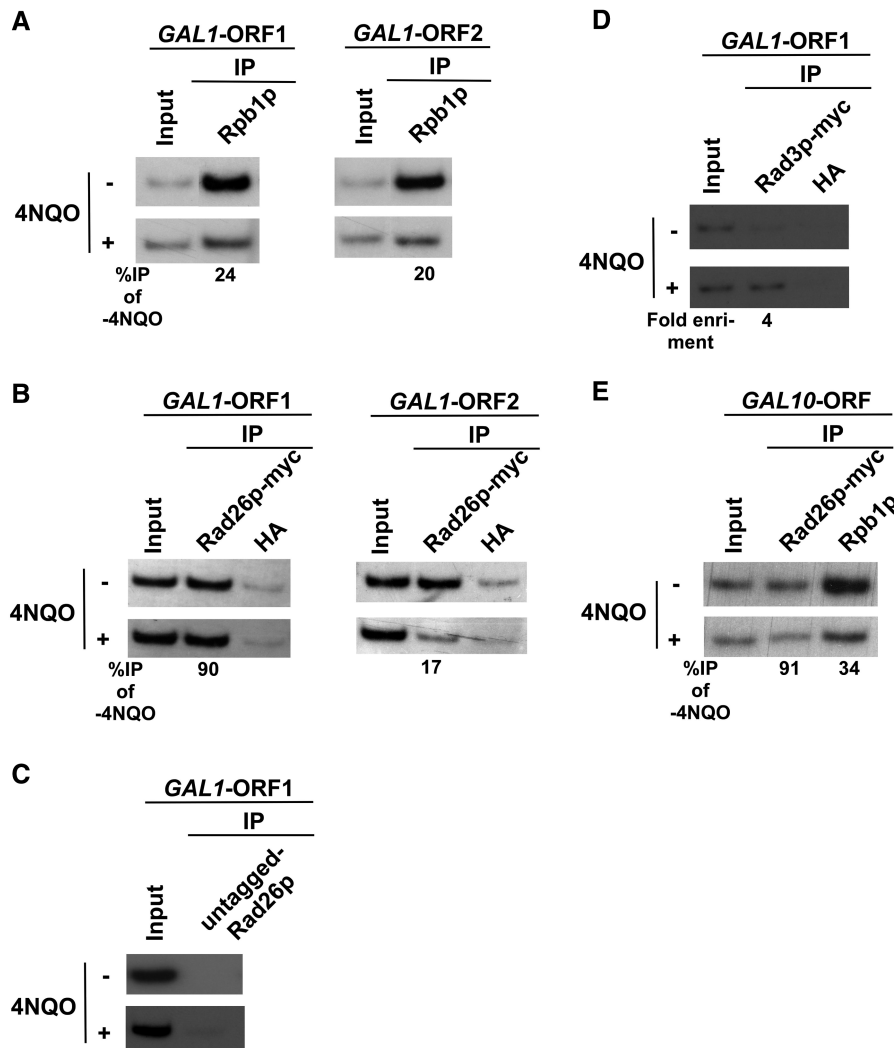 A
GAL1-ORF1
IP
Input
Rpb1p
GAL1-ORF2
IP
Input
Rpb1p
4NQO
-
+
%IP
of
-4NQO
24
20
B
GAL1-ORF1
IP
Input
Rad26p-myc
HA
GAL1-ORF2
IP
Input
Rad26p-myc
HA
4NQO
-
+
%IP
of
-4NQO
90
17
C
GAL1-ORF1
IP
Input
untagged-
Rad26p
4NQO
-
+
D
GAL1-ORF1
IP
Input
Rad3p-myc
HA
4NQO
-
+
Fold enri-
ment
4
E
GAL10-ORF
IP
Input
Rad26p-myc
Rpb1p
4NQO
-
+
%IP
of
-4NQO
91
34